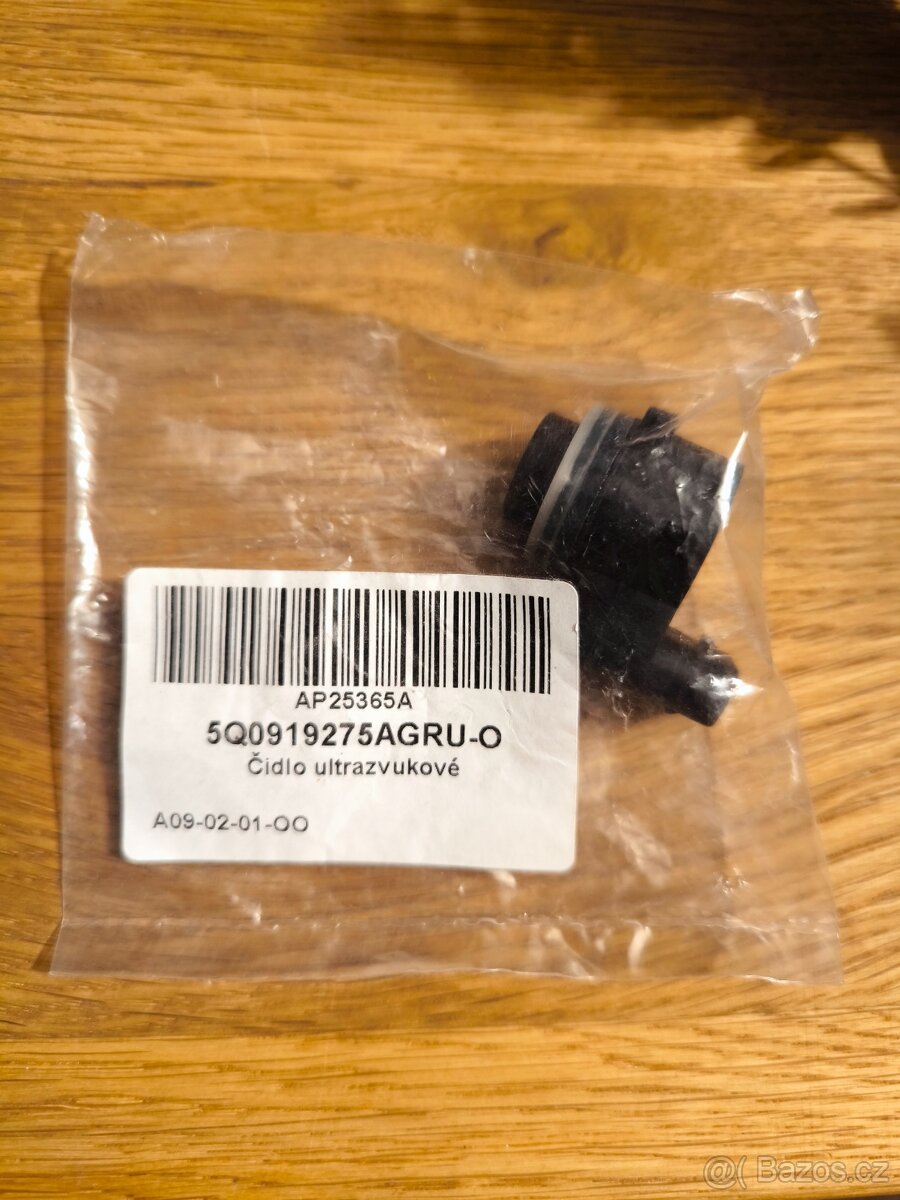 AP25365A
5Q0919275AGRU-O
Čidlo ultrazvukové
A09-02-01-OO
@( Bazos.cz